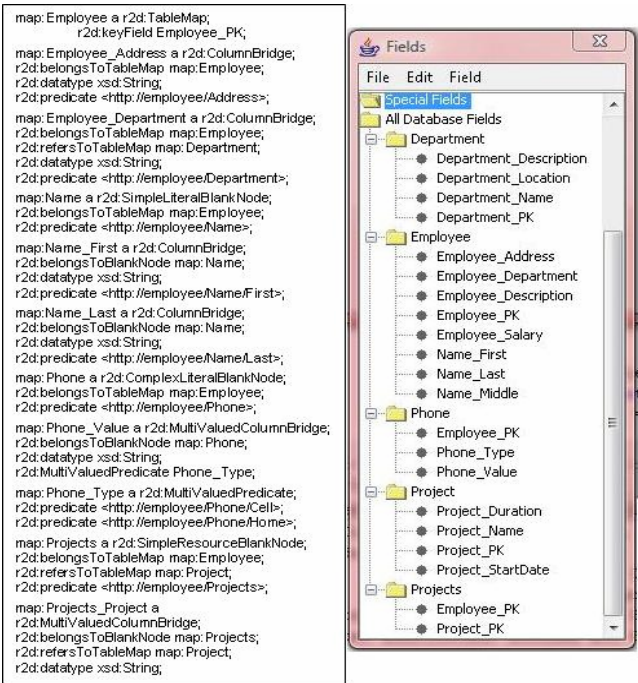 map:Employee a r2d:TableMap;
r2d:keyField Employee_PK;
map:Employee_Address a r2d:ColumnBridge;
r2d:belongsToTableMap map:Employee;
r2d:datatype xsd:String;
r2d:predicate <http://employee/Address>;
map:Employee_Department a r2d:ColumnBridge;
r2d:belongsToTableMap map:Employee;
r2d:refersToTableMap map:Department;
r2d:datatype xsd:String;
r2d:predicate <http://employee/Department>;
map:Name a r2d:SimpleLiteralBlankNode;
r2d:belongsToTableMap map:Employee;
r2d:predicate <http://employee/Name>;
map:Name_First a r2d:ColumnBridge;
r2d:belongsToBlankNode map:Name;
r2d:datatype xsd:String;
r2d:predicate <http://employee/Name/First>;
map:Name_Last a r2d:ColumnBridge;
r2d:belongsToBlankNode map:Name;
r2d:datatype xsd:String;
r2d:predicate <http://employee/Name/Last>;
map:Phone a r2d:ComplexLiteralBlankNode;
r2d:belongsToTableMap map:Employee;
r2d:predicate <http://employee/Phone>;
map:Phone_Value a r2d:MultiValuedColumnBridge;
r2d:belongsToBlankNode map:Phone;
r2d:datatype xsd:String;
r2d:MultiValuedPredicate Phone_Type;
map:Phone_Type a r2d:MultiValuedPredicate;
r2d:predicate <http://employee/Phone/Cell>;
r2d:predicate <http://employee/Phone/Home>;
map:Projects a r2d:SimpleResourceBlankNode;
r2d:belongsToTableMap map:Employee;
r2d:refersToTableMap map:Project;
r2d:predicate <http://employee/Projects>;
map:Projects_Project a
r2d:MultiValuedColumnBridge;
r2d:belongsToBlankNode map:Projects;
r2d:refersToTableMap map:Project;
r2d:datatype xsd:String;
Fields
File Edit Field
Special Fields
All Database Fields
Department
Department_Description
Department_Location
Department_Name
Department_PK
Employee
Employee_Address
Employee_Department
Employee_Description
Employee_PK
Employee_Salary
Name_First
Name_Last
Name_Middle
Phone
Employee_PK
Phone_Type
Phone_Value
Project
Project_Duration
Project_Name
Project_PK
Project_StartDate
Projects
Employee_PK
Project_PK